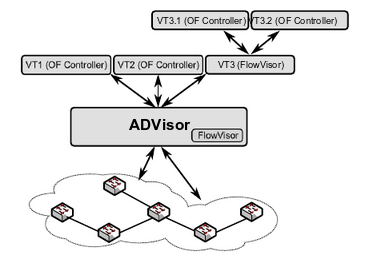 VT3.1 (OF Controller)
VT3.2 (OF Controller)
VT1 (OF Controller)
VT2 (OF Controller)
VT3 (FlowVisor)
ADVisor
FlowVisor